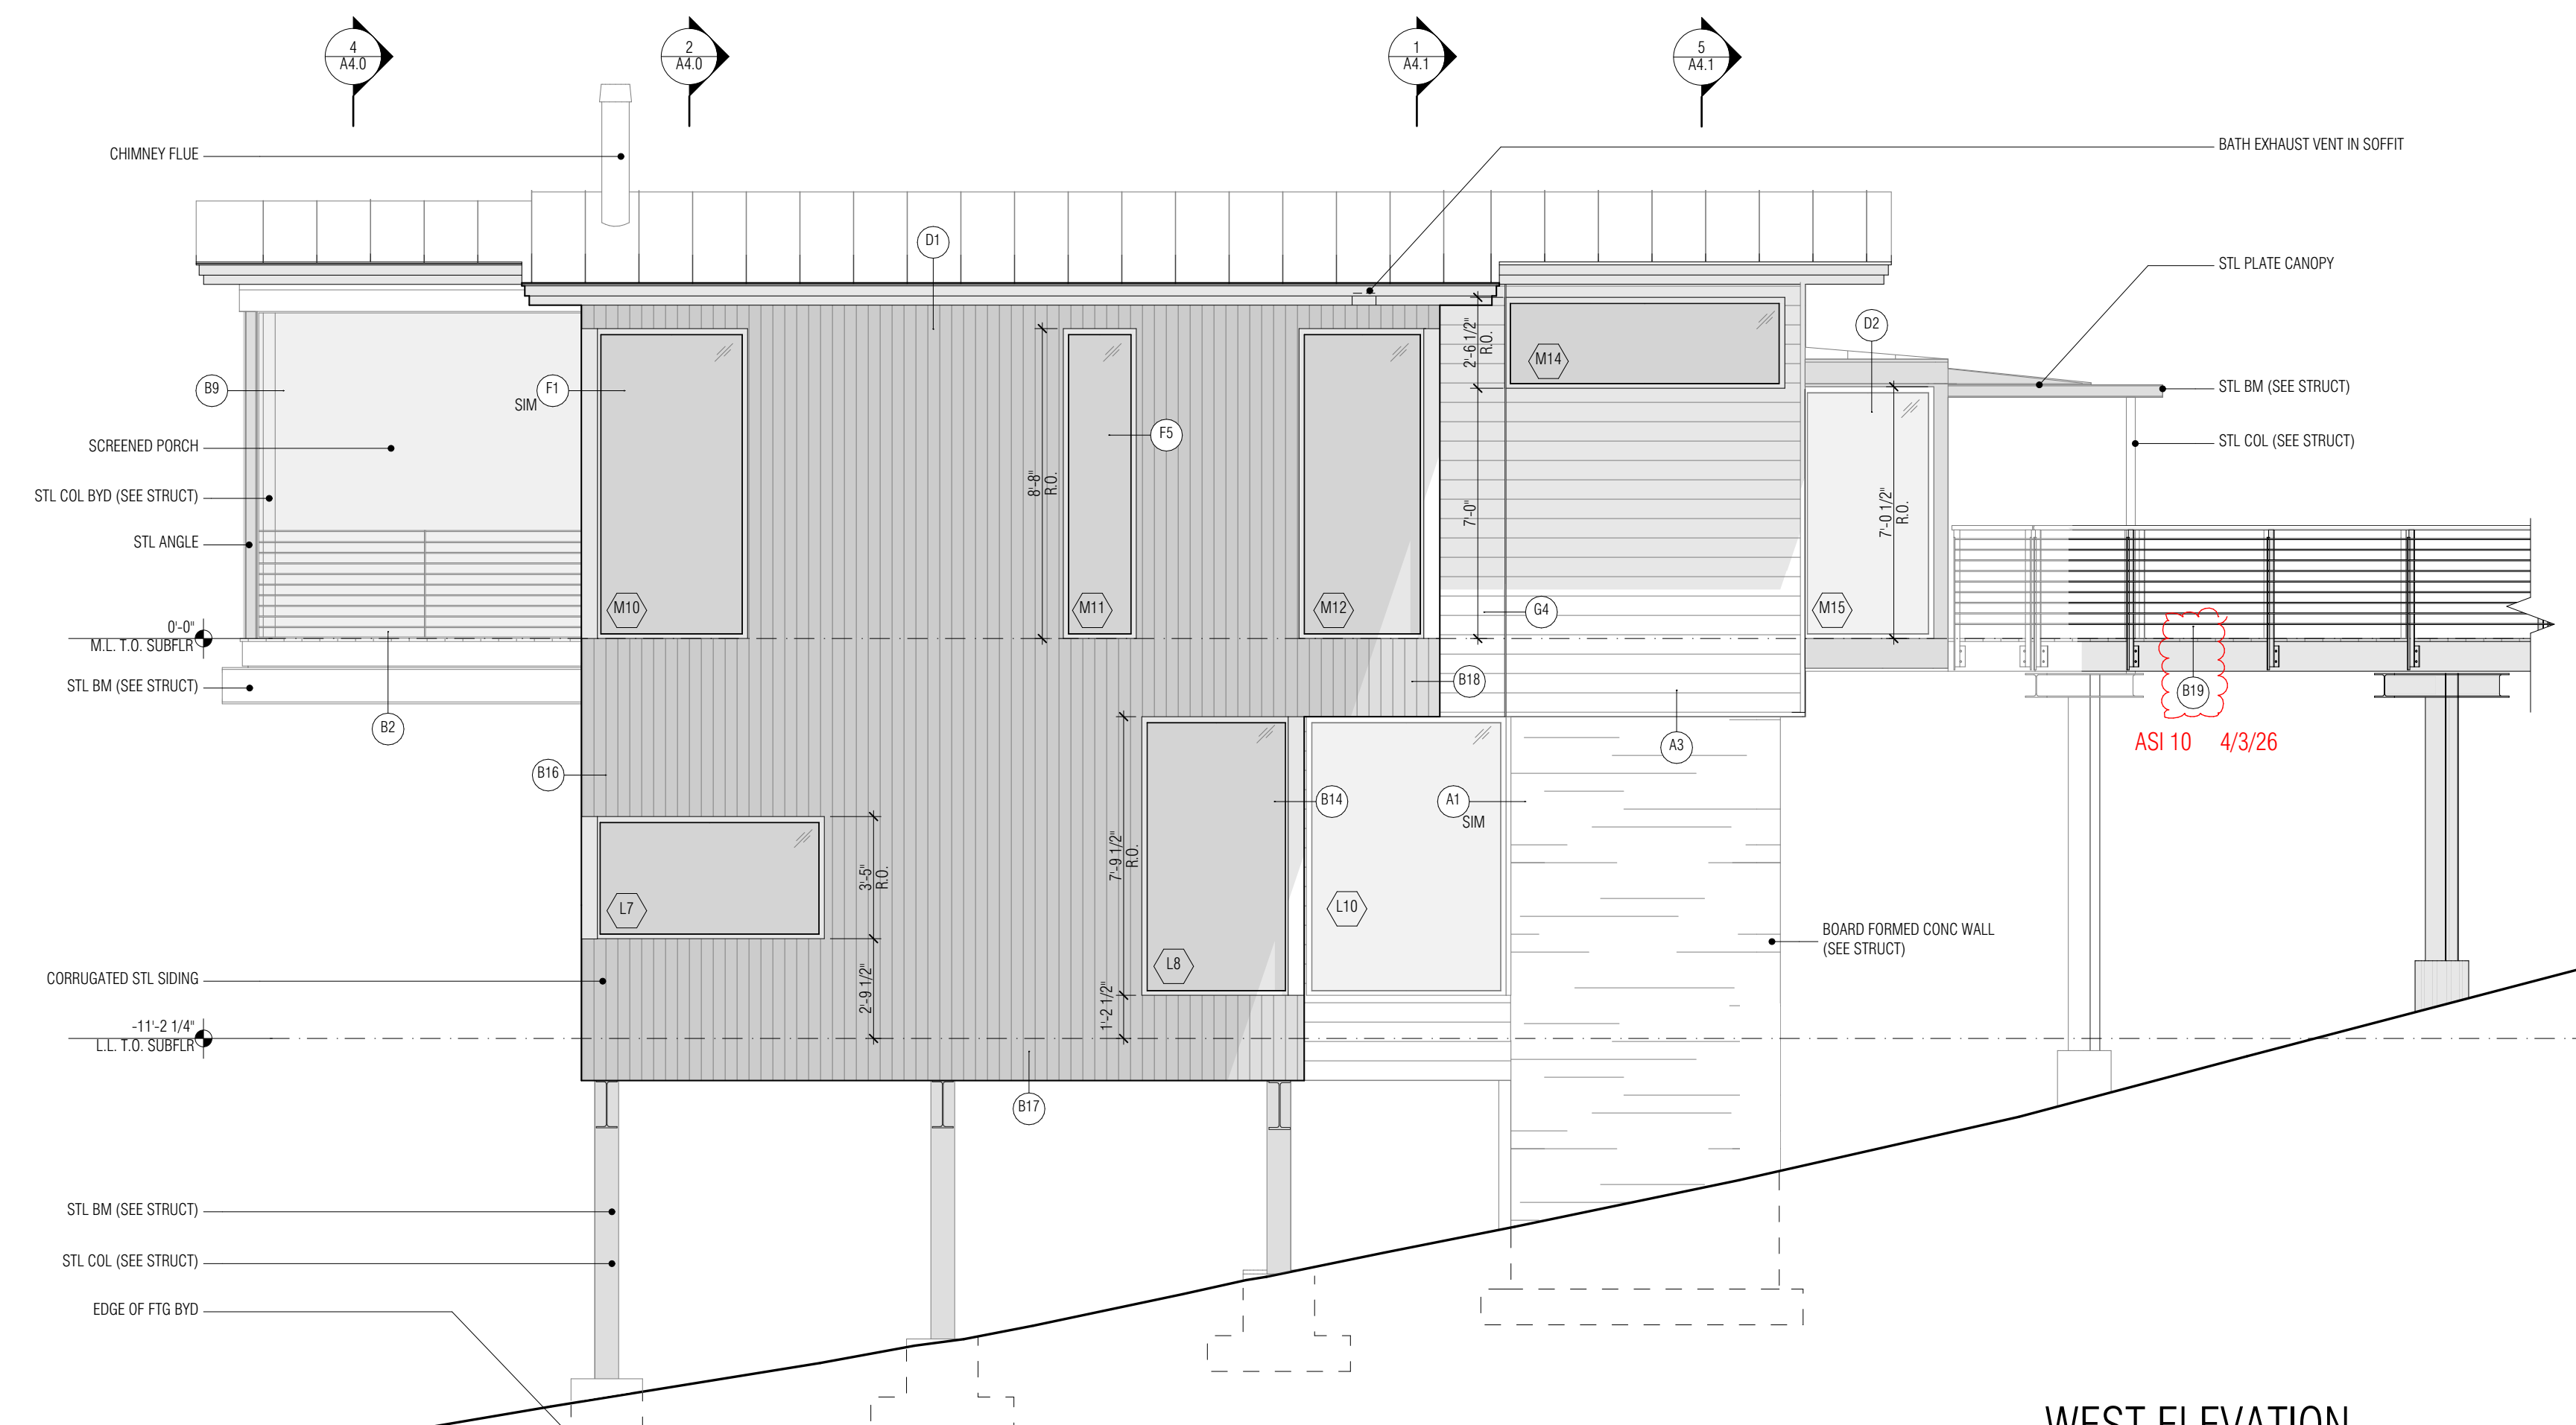 4
A4.0
2
A4.0
1
A4.1
5
A4.1
CHIMNEY FLUE
BATH EXHAUST VENT IN SOFFIT
D1
STL PLATE CANOPY
D2
2'-6 1/2"
R.O.
M14
B9
F1
SIM
STL BM (SEE STRUCT)
SCREENED PORCH
F5
STL COL (SEE STRUCT)
STL COL BYD (SEE STRUCT)
8'-8"
R.O.
7'-0"
7'-0 1/2"
R.O.
STL ANGLE
M10
M11
M12
G4
M15
0'-0"
M.L. T.O. SUBFLR
STL BM (SEE STRUCT)
B18
B19
B2
ASI 10 4/3/26
A3
B16
B14
A1
SIM
7'-9 1/2"
R.O.
3'-5"
R.O.
L7
L10
L8
BOARD FORMED CONC WALL
(SEE STRUCT)
CORRUGATED STL SIDING
2'-9 1/2"
1'-2 1/2"
-11'-2 1/4"
L.L. T.O. SUBFLR
B17
STL BM (SEE STRUCT)
STL COL (SEE STRUCT)
EDGE OF FTG BYD
WEST ELEVATION